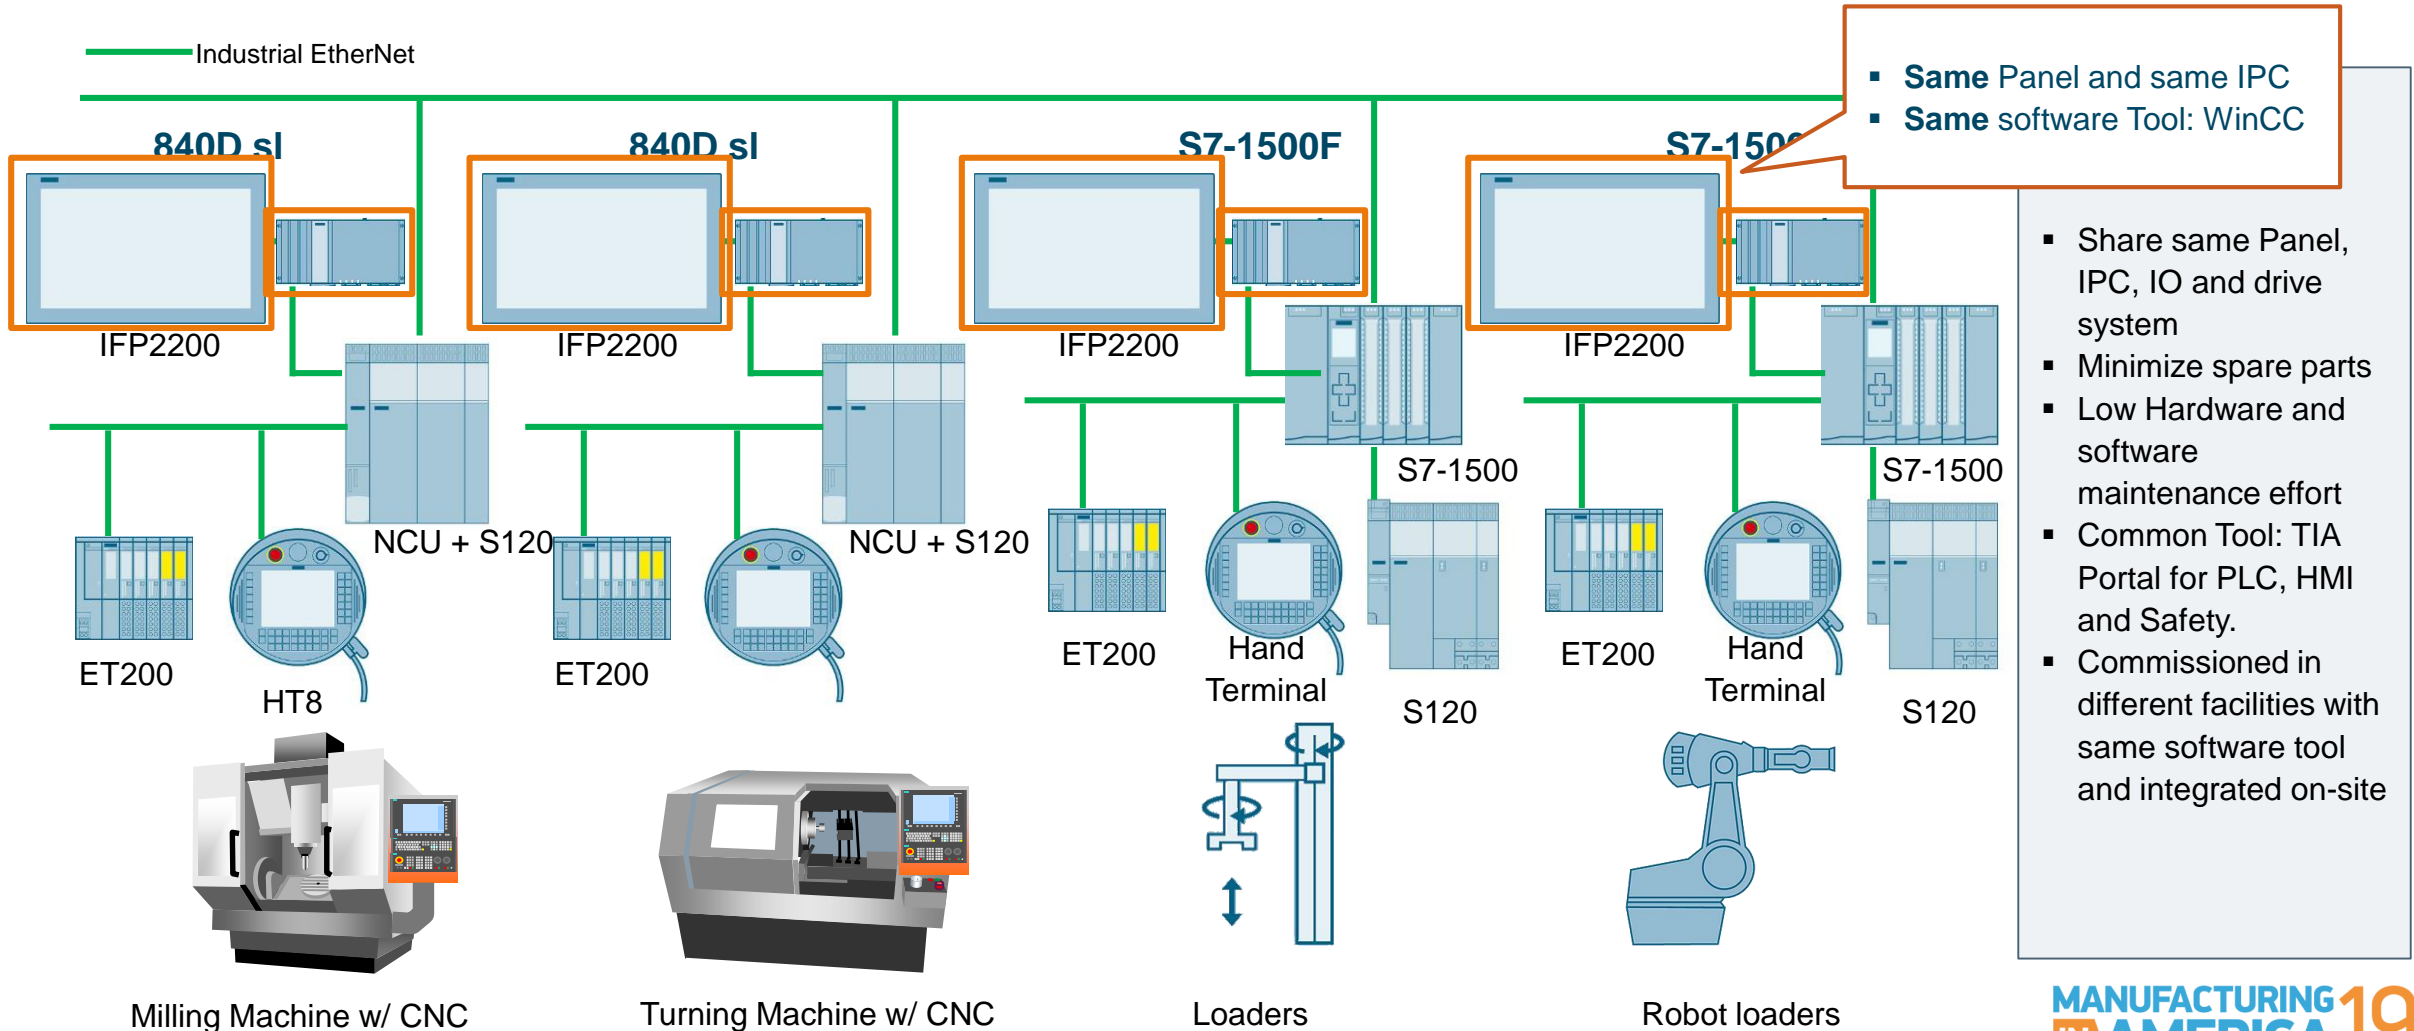 Industrial EtherNet
▪ Same Panel and same IPC
▪ Same software Tool: WinCC
840D sl
840D sl
S7-1500F
S7-150
IFP2200
IFP2200
IFP2200
IFP2200
NCU + S120
NCU + S120
S7-1500
S7-1500
ET200
HT8
ET200
ET200
Hand
Terminal
S120
ET200
Hand
Terminal
S120
Milling Machine w/ CNC
Turning Machine w/ CNC
Loaders
Robot loaders
▪ Share same Panel,
IPC, IO and drive
system
▪ Minimize spare parts
▪ Low Hardware and
software
maintenance effort
▪ Common Tool: TIA
Portal for PLC, HMI
and Safety.
▪ Commissioned in
different facilities with
same software tool
and integrated on-site
MANUFACTURING
AMERICA 19